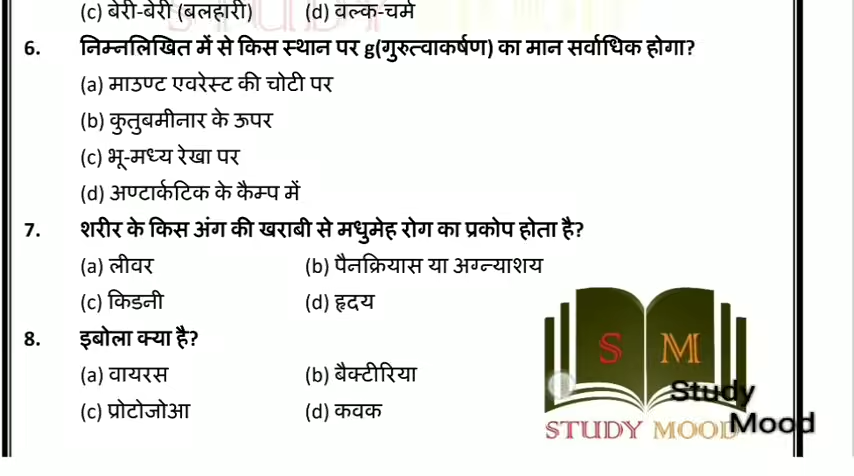 (c) बेरी-बेरी (बलहारी) (d) वल्क-चर्म
6. निम्नलिखित में से किस स्थान पर g(गुरुत्वाकर्षण) का मान सर्वाधिक होगा?
(a) माउण्ट एवरेस्ट की चोटी पर
(b) कुतुबमीनार के ऊपर
(c) भू-मध्य रेखा पर
(d) अण्टार्कटिक के कैम्प में
7. शरीर के किस अंग की खराबी से मधुमेह रोग का प्रकोप होता है?
(a) लीवर (b) पैनक्रियास या अग्न्याशय
(c) किडनी (d) हृदय
8. इबोला क्या है?
(a) वायरस (b) बैक्टीरिया
(c) प्रोटोजोआ (d) कवक
S M
Study
Mood
STUDY MOOD